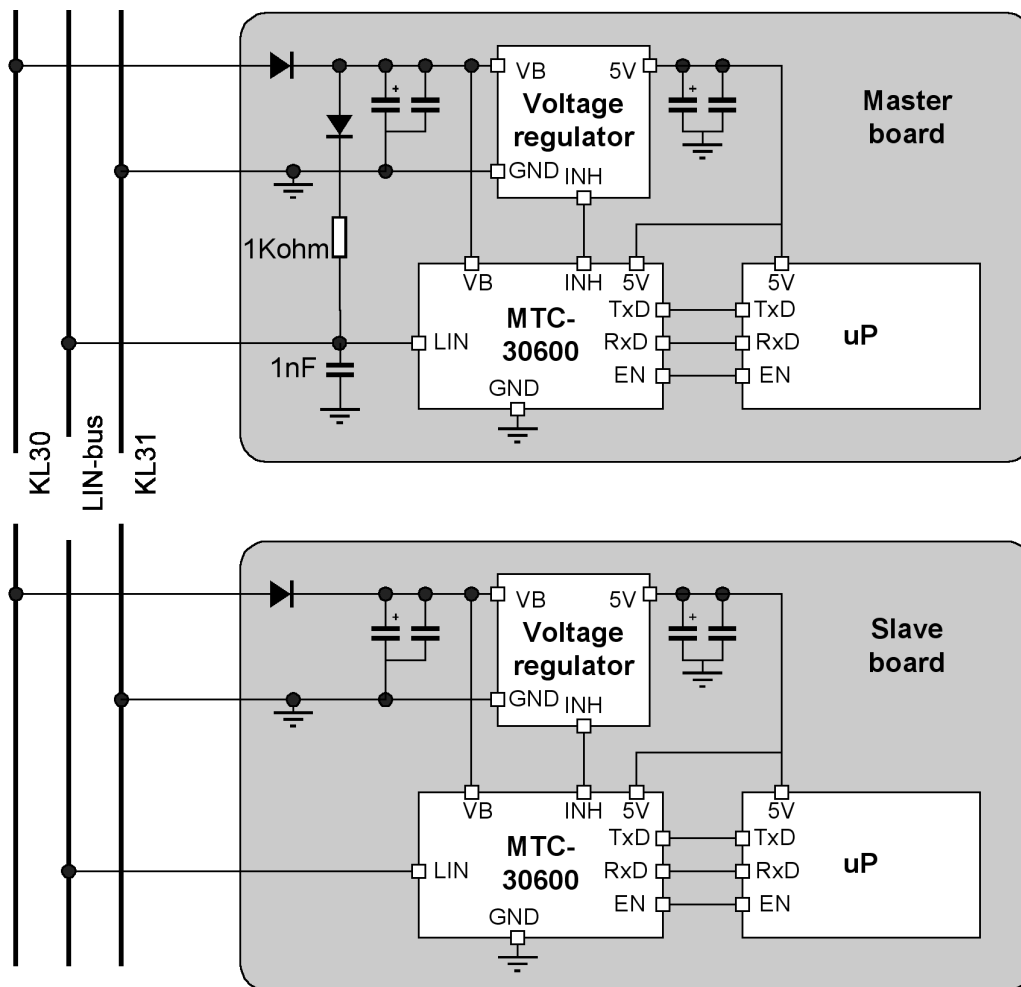 VB
5V
Voltage
regulator
GND
INH
Master
board
+
+
1Kohm
VB
INH
5V
5V
MTC-
30600
TxD
TxD
LIN
RxD
RxD
uP
1nF
EN
EN
GND
KL30
LIN-bus
KL31
VB
5V
Voltage
regulator
GND
INH
Slave
board
+
+
VB
INH
5V
5V
MTC-
30600
TxD
TxD
LIN
RxD
RxD
uP
EN
EN
GND